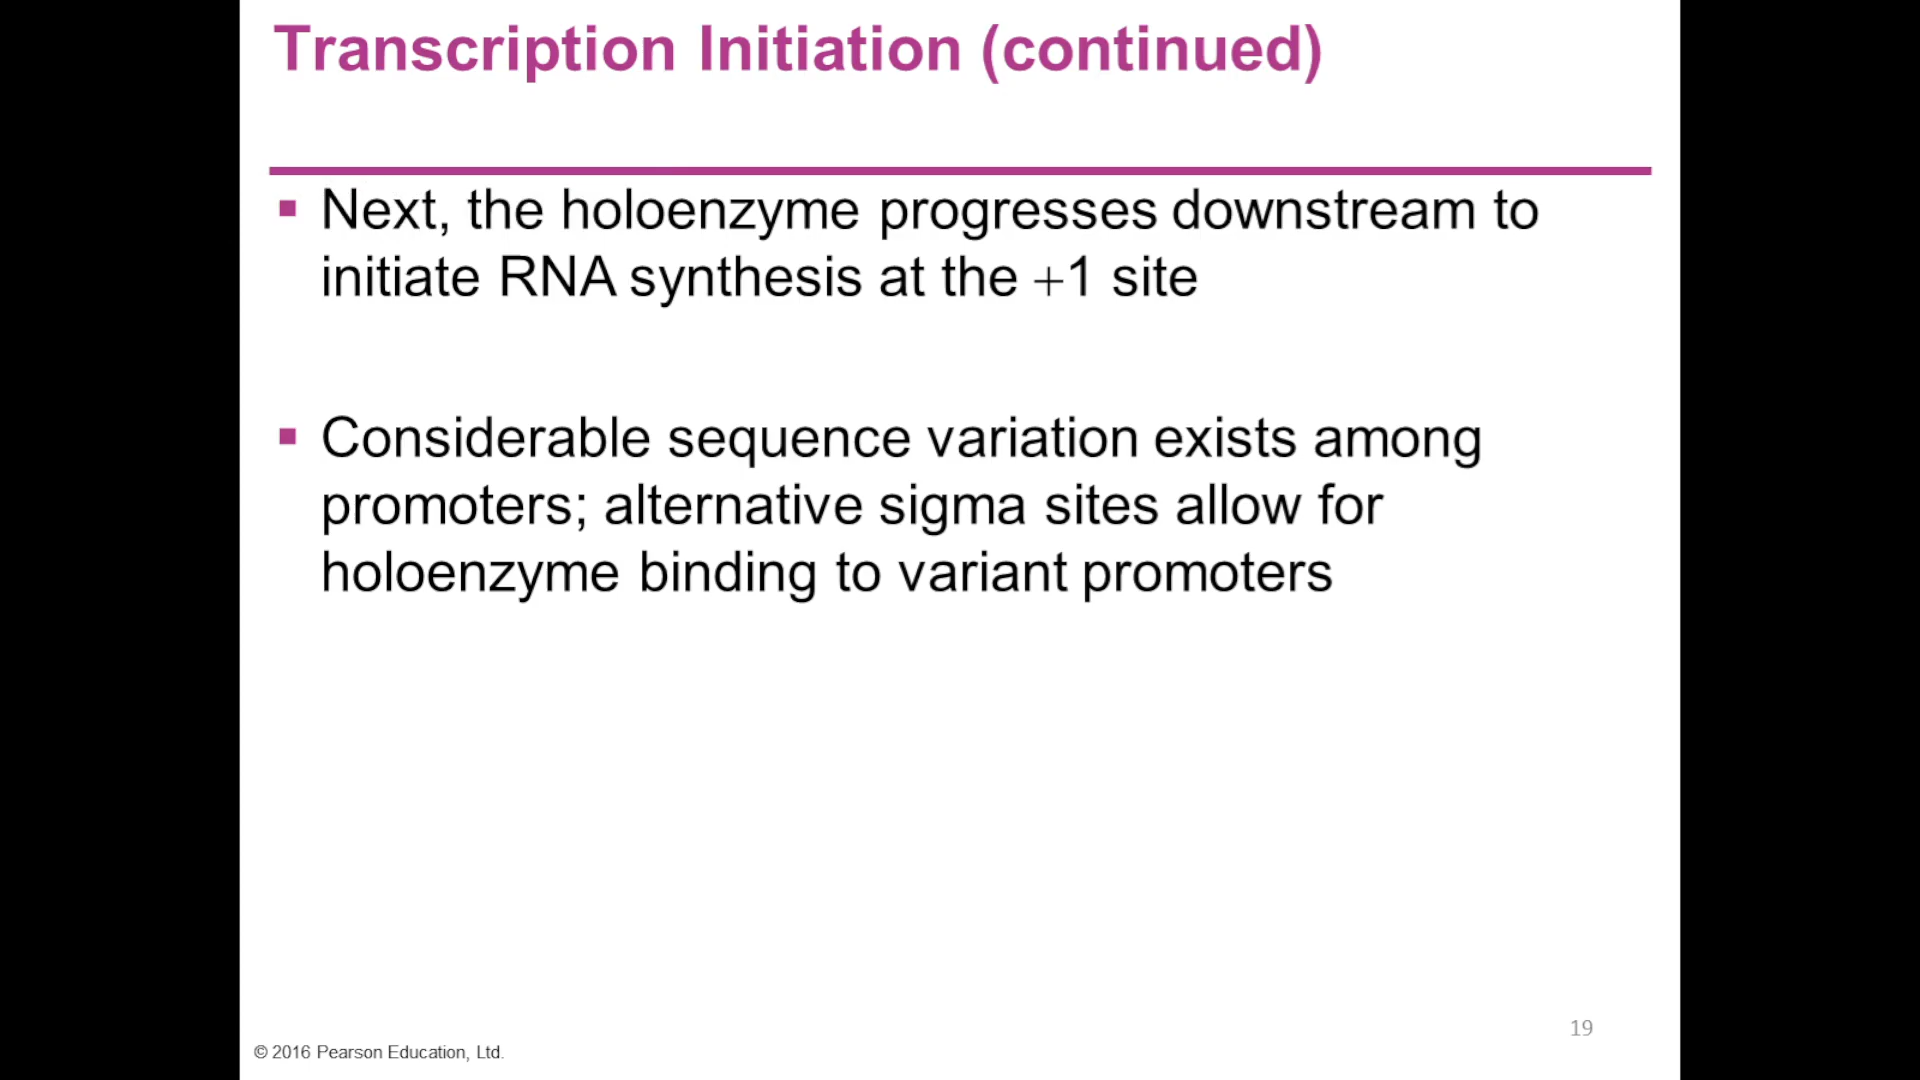 Transcription Initiation (continued)
▪ Next, the holoenzyme progresses downstream to
initiate RNA synthesis at the +1 site
▪ Considerable sequence variation exists among
promoters; alternative sigma sites allow for
holoenzyme binding to variant promoters
19
© 2016 Pearson Education, Ltd.